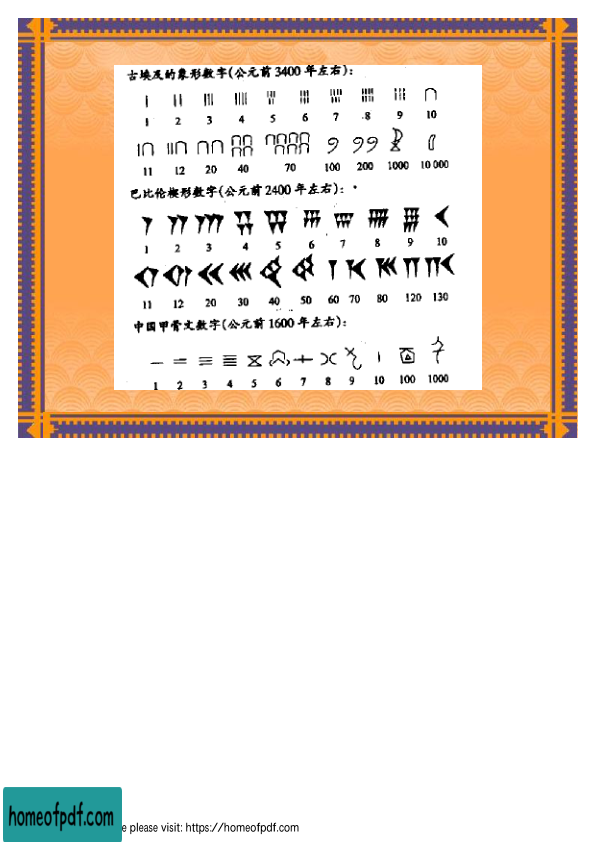 古埃及的象形数字(公元前3400年左右):
1 2 3 4 5 6 7 8 9 10
11 12 20 40 70 100 200 1000 10 000
巴比伦楔形数字(公元前2400年左右):
1 2 3 4 5 6 7 8 9 10
11 12 20 30 40 50 60 70 80 120 130
中国甲骨文数字(公元前1600年左右):
1 2 3 4 5 6 7 8 9 10 100 1000
homeofpdf.com
e please visit: https://homeofpdf.com